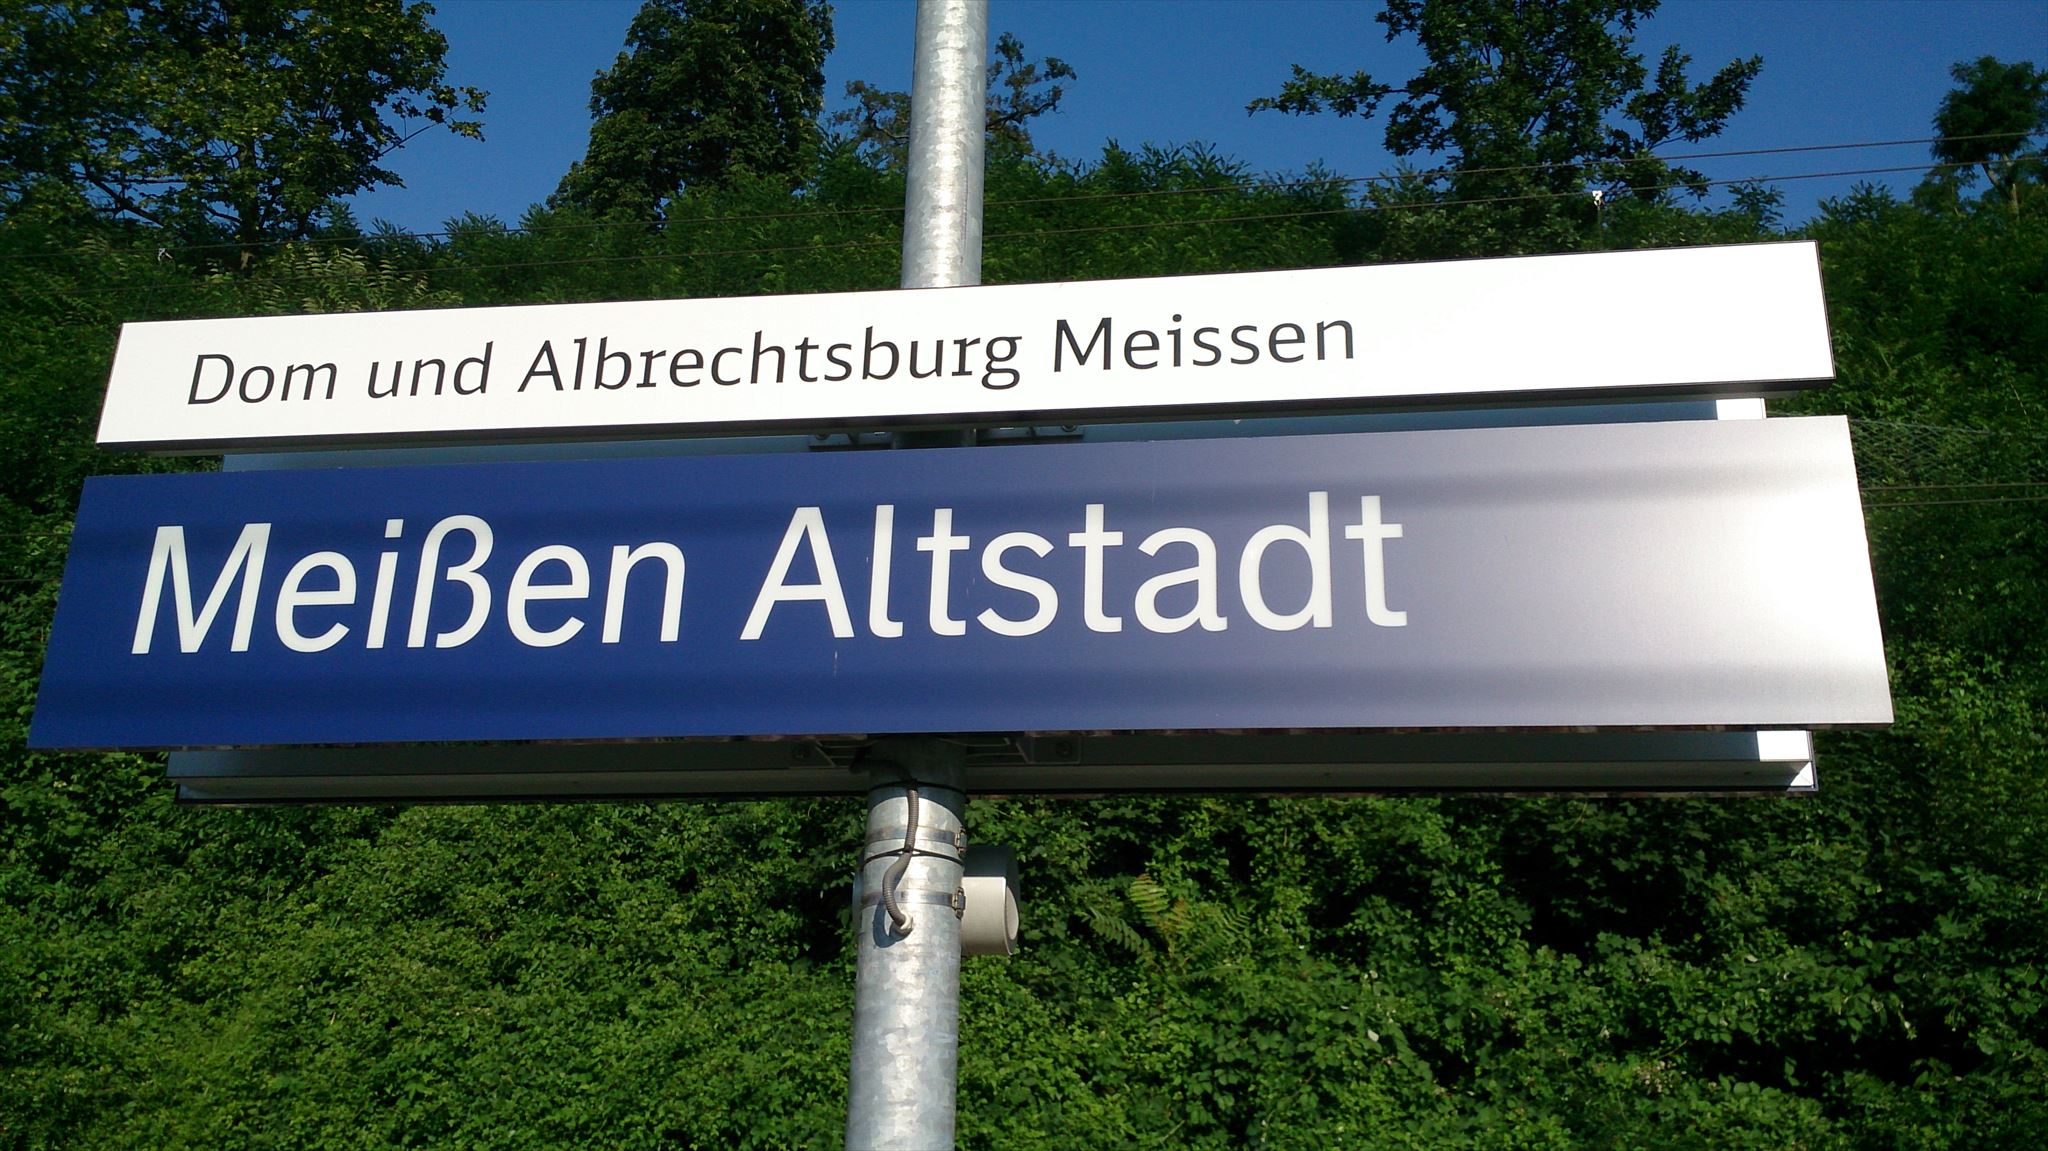 Dom und Albrechtsburg Meissen
Meißen Altstadt